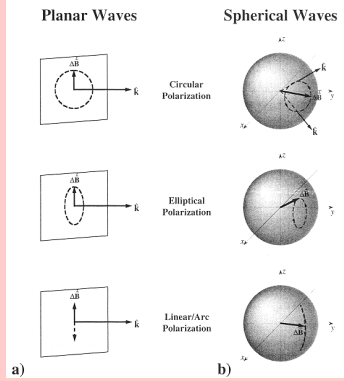 Planar Waves
Spherical Waves
ΔB
k̂
Circular
Polarization
z
k̂
ΔB
y
k̂
x
ΔB
k̂
Elliptical
Polarization
z
ΔB
y
x
ΔB
k̂
Linear/Arc
Polarization
z
ΔB
y
x
a)
b)